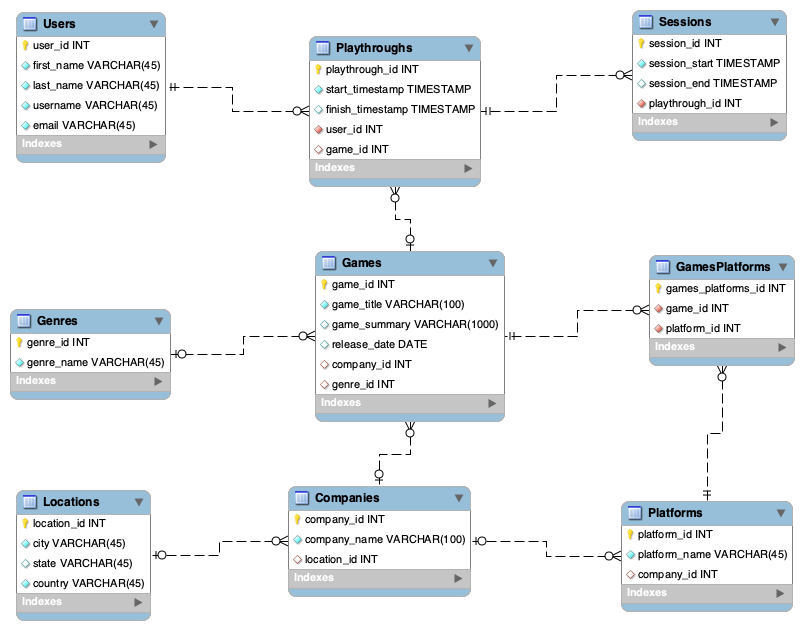 Users
user_id INT
first_name VARCHAR(45)
last_name VARCHAR(45)
username VARCHAR(45)
email VARCHAR(45)
Indexes
Playthroughs
playthrough_id INT
start_timestamp TIMESTAMP
finish_timestamp TIMESTAMP
user_id INT
game_id INT
Indexes
Sessions
session_id INT
session_start TIMESTAMP
session_end TIMESTAMP
playthrough_id INT
Indexes
Genres
genre_id INT
genre_name VARCHAR(45)
Indexes
Games
game_id INT
game_title VARCHAR(100)
game_summary VARCHAR(1000)
release_date DATE
company_id INT
genre_id INT
Indexes
GamesPlatforms
games_platforms_id INT
game_id INT
platform_id INT
Indexes
Locations
location_id INT
city VARCHAR(45)
state VARCHAR(45)
country VARCHAR(45)
Indexes
Companies
company_id INT
company_name VARCHAR(100)
location_id INT
Indexes
Platforms
platform_id INT
platform_name VARCHAR(45)
company_id INT
Indexes